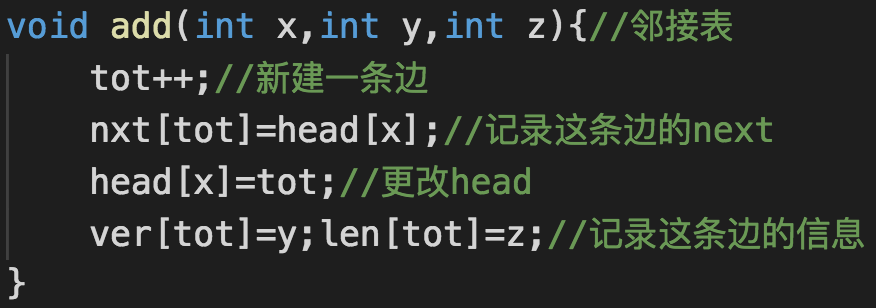 void add(int x,int y,int z){//邻接表
tot++;//新建一条边
nxt[tot]=head[x];//记录这条边的next
head[x]=tot;//更改head
ver[tot]=y;len[tot]=z;//记录这条边的信息
}